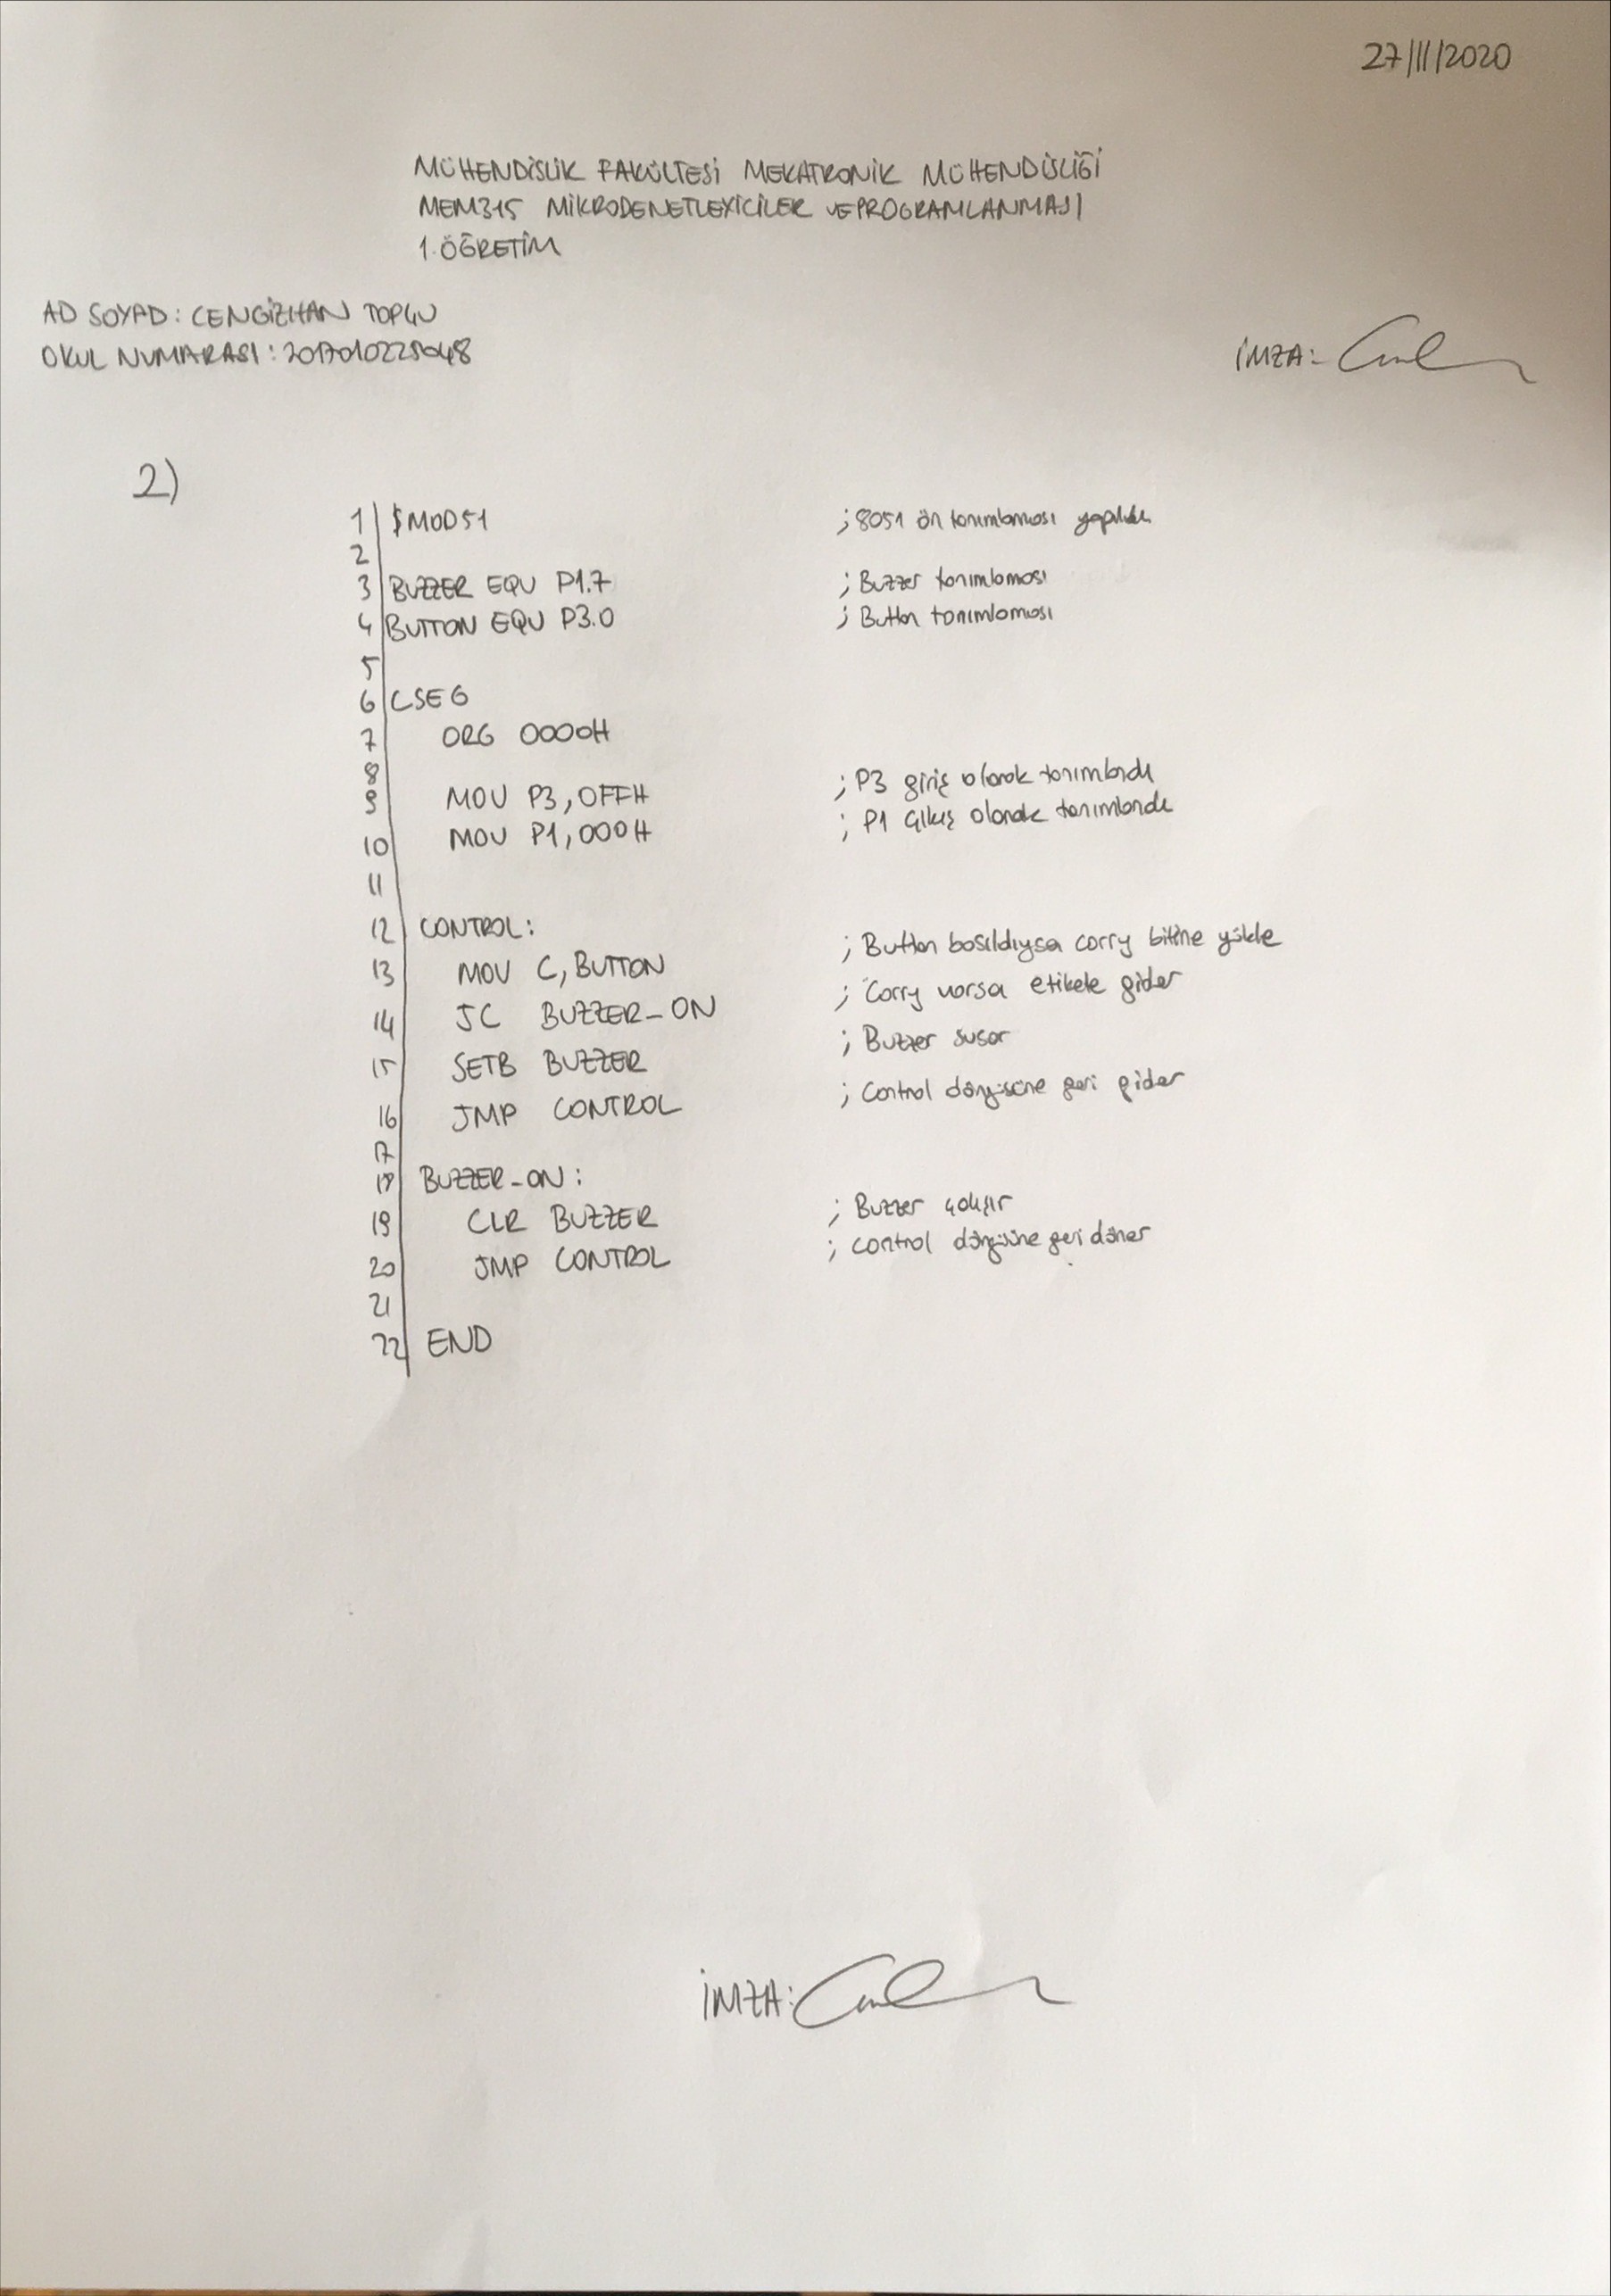 27/11/2020
MÜHENDİSLİK FAKÜLTESİ MEKATRONİK MÜHENDİSLİĞİ
MEM315 MİKRODENETLEYİCİLER VE PROGRAMLANMASI
1.ÖĞRETİM
AD SOYAD: CENGİZHAN TOPÇU
OKUL NUMARASI: 2017010225048
İMZA:
2)
1 $MOD51 ;8051 ön tanımlaması yapıldı
2
3 BUZZER EQU P1.7 ; Buzzer tanımlaması
4 BUTTON EQU P3.0 ; Button tanımlaması
5
6 CSEG
7 ORG 0000H
8
9 MOV P3,0FFH ; P3 giriş olarak tanımlandı
10 MOV P1,000H ; P1 çıkış olarak tanımlandı
11
12 CONTROL:
13 MOV C,BUTTON ; Button basıldıysa carry bitine yükle
14 JC BUZZER_ON ; Carry varsa etikete gider
15 SETB BUZZER ; Buzzer susar
16 JMP CONTROL ; Control döngüsüne geri gider
17
18 BUZZER_ON:
19 CLR BUZZER ; Buzzer çalışır
20 JMP CONTROL ; control döngüsüne geri döner
21
22 END
İMZA: